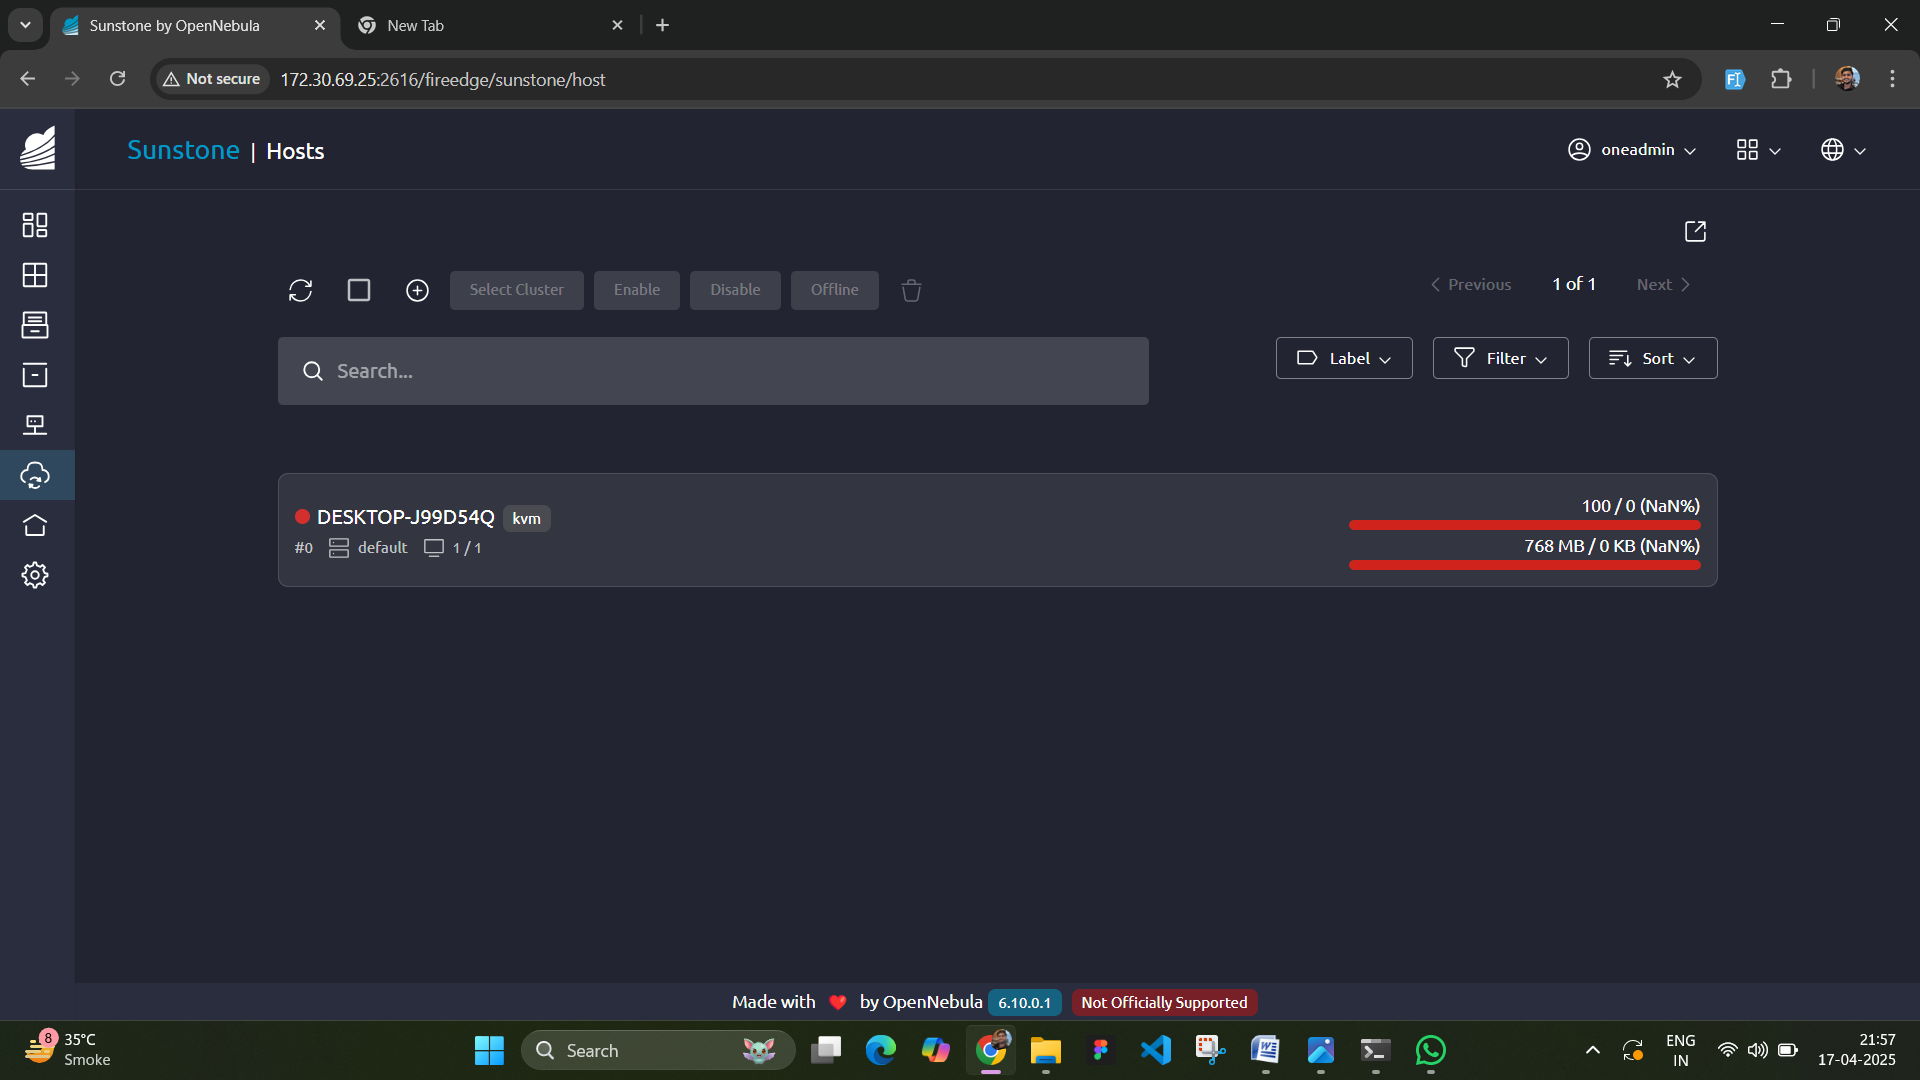 Sunstone by OpenNebula
New Tab
Not secure
172.30.69.25:2616/fireedge/sunstone/host
Sunstone | Hosts
oneadmin
Select Cluster
Enable
Disable
Offline
Previous
1 of 1
Next
Search...
Label
Filter
Sort
DESKTOP-J99D54Q
kvm
100 / 0 (NaN%)
#0
default
1 / 1
768 MB / 0 KB (NaN%)
Made with ❤️ by OpenNebula 6.10.0.1 Not Officially Supported
8
35°C
Smoke
Search
ENG
IN
21:57
17-04-2025